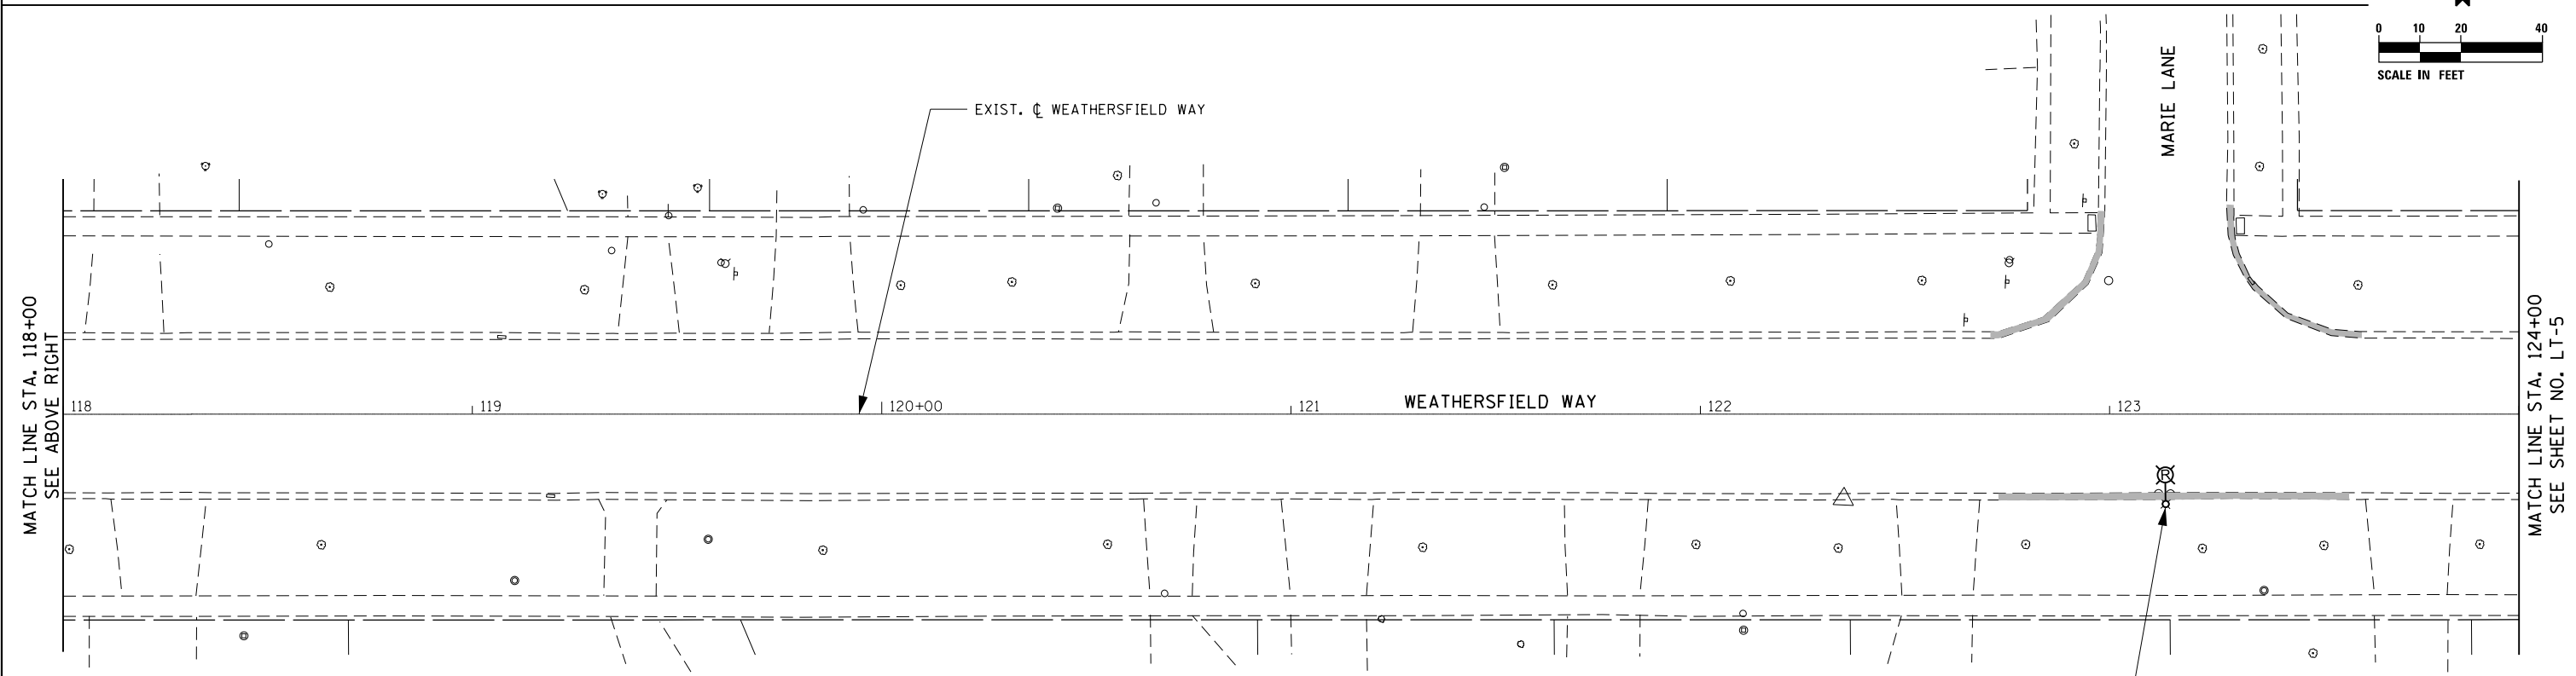 0 10 20 40
SCALE IN FEET
MARIE LANE
EXIST. ℄ WEATHERSFIELD WAY
MATCH LINE STA. 118+00
SEE ABOVE RIGHT
118 119 120+00 121 WEATHERSFIELD WAY 122 123
R
MATCH LINE STA. 124+00
SEE SHEET NO. LT-5